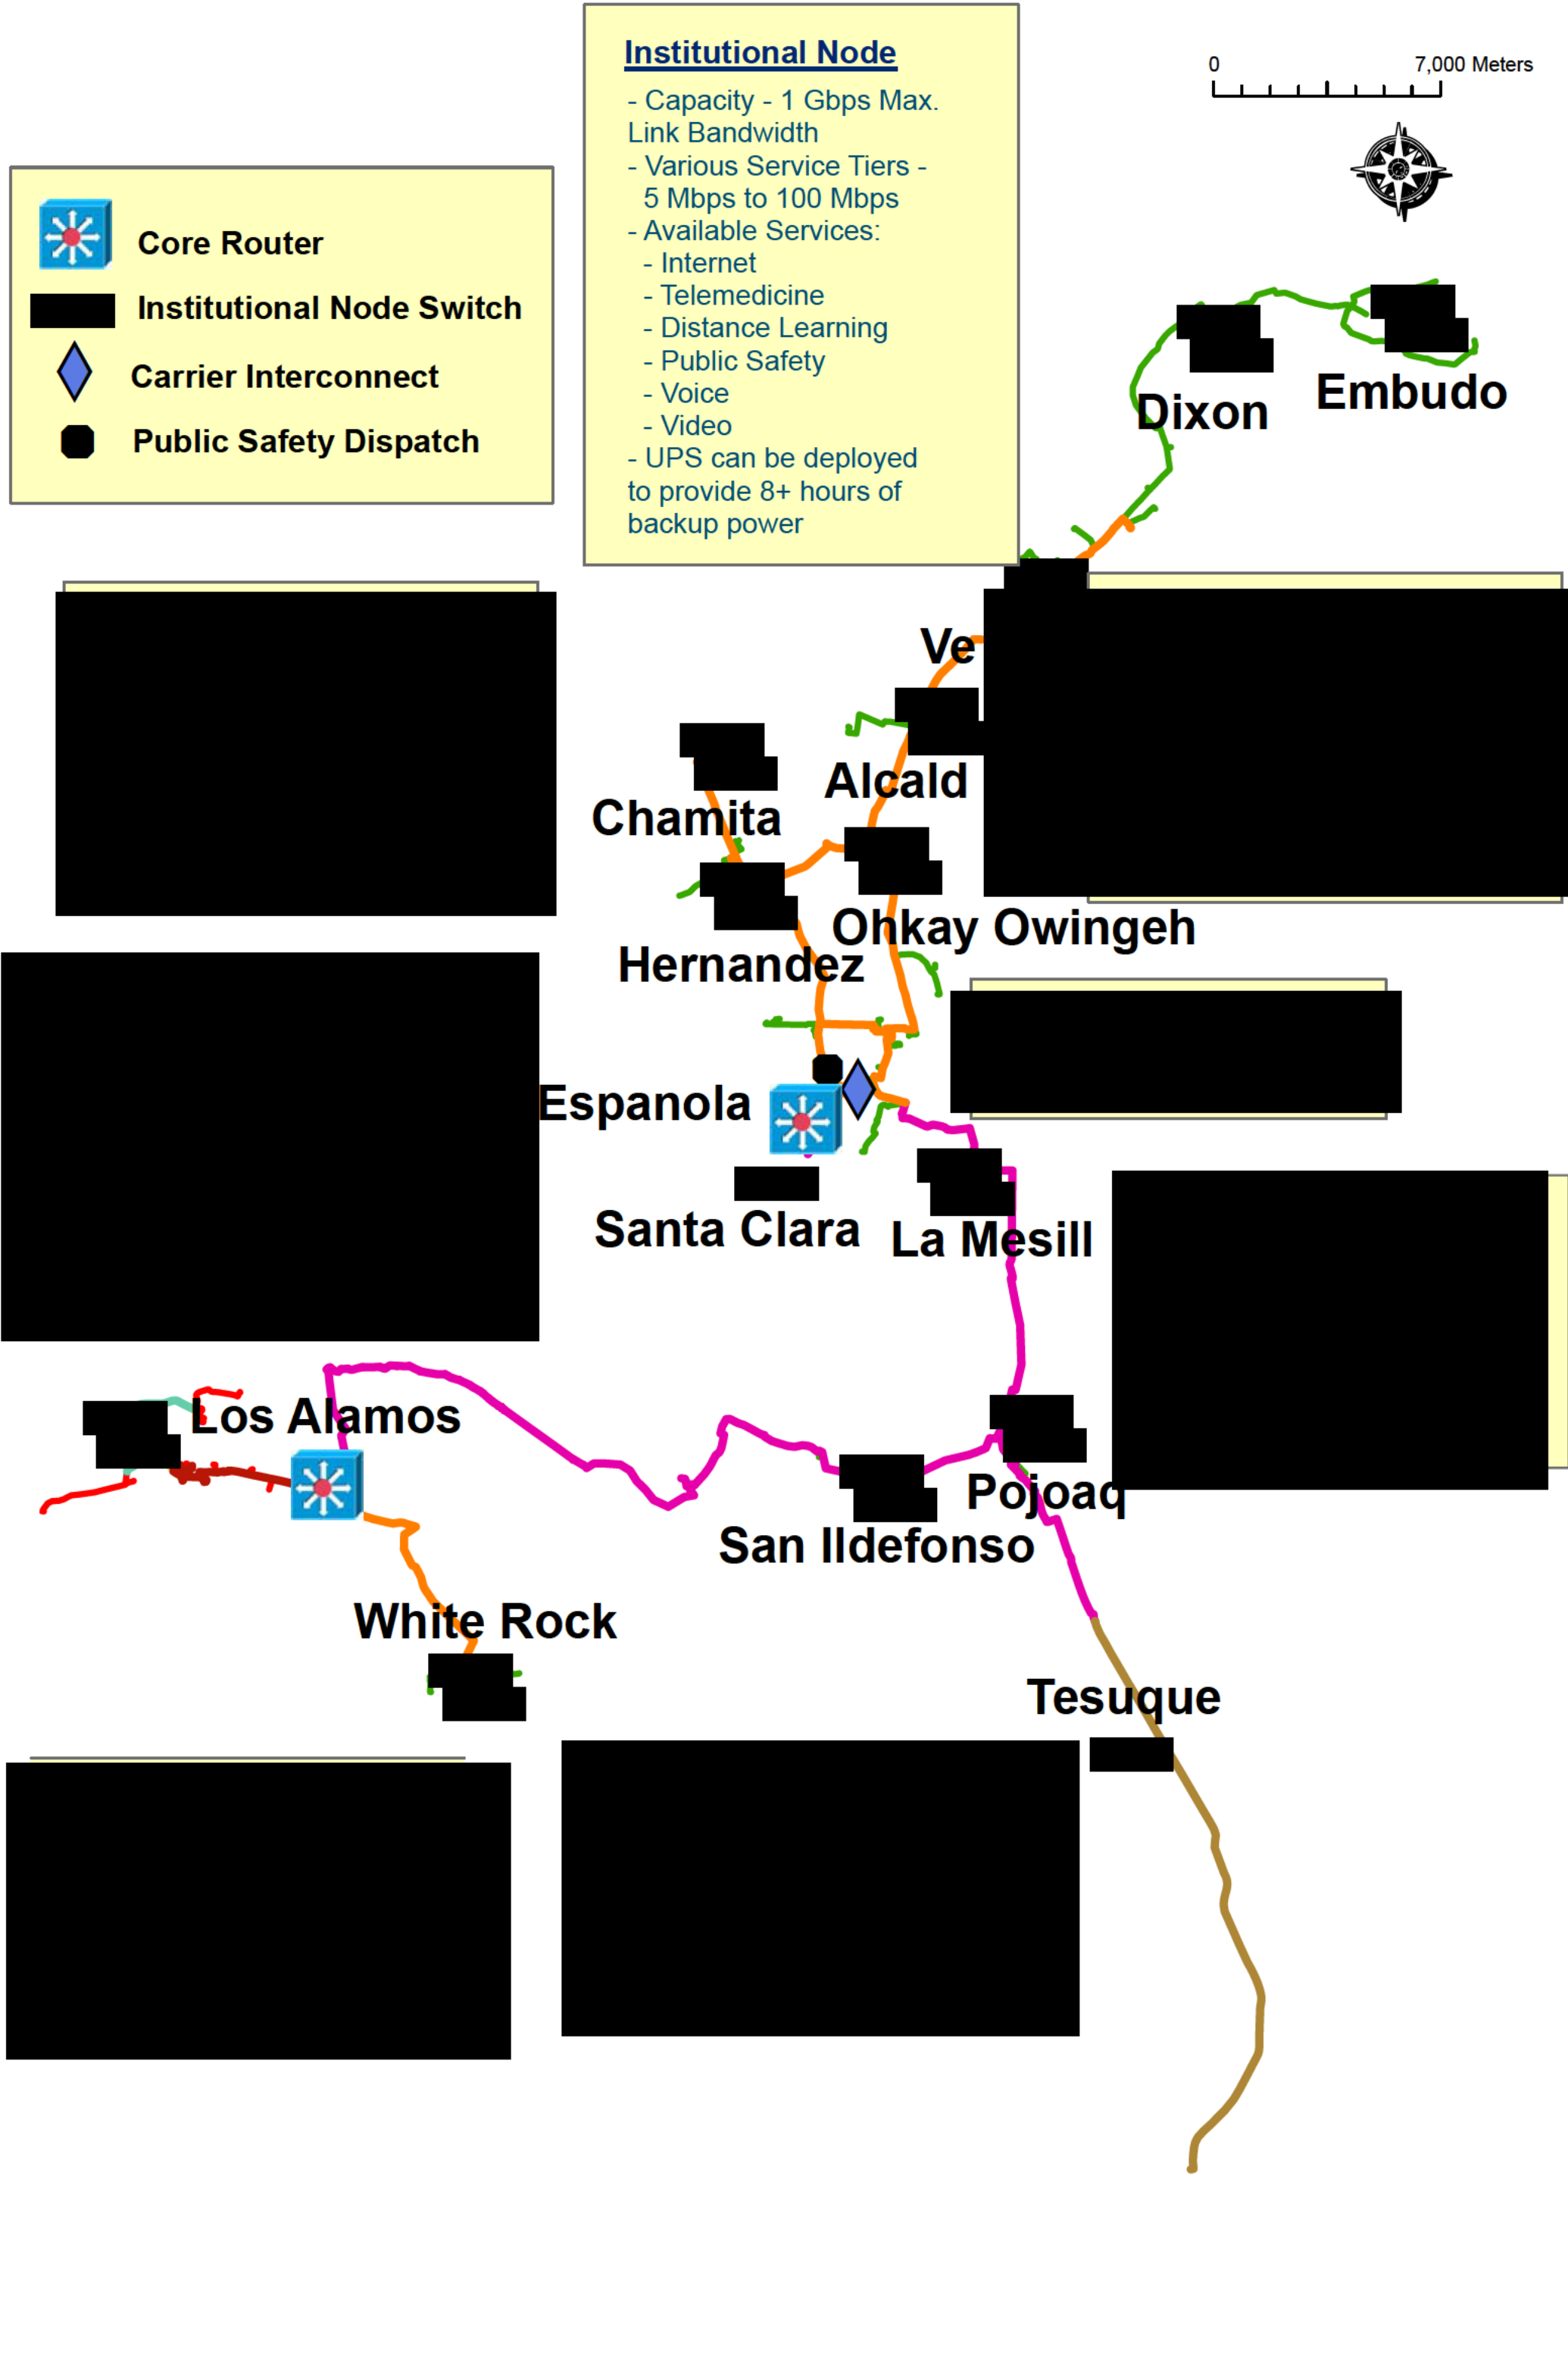 Institutional Node
- Capacity - 1 Gbps Max.
Link Bandwidth
- Various Service Tiers -
5 Mbps to 100 Mbps
- Available Services:
- Internet
- Telemedicine
- Distance Learning
- Public Safety
- Voice
- Video
- UPS can be deployed
to provide 8+ hours of
backup power
0 7,000 Meters
Core Router
Institutional Node Switch
Carrier Interconnect
Public Safety Dispatch
Dixon
Embudo
Ve
Alcald
Chamita
Ohkay Owingeh
Hernandez
Espanola
Santa Clara
La Mesill
Los Alamos
Pojoaq
San Ildefonso
White Rock
Tesuque